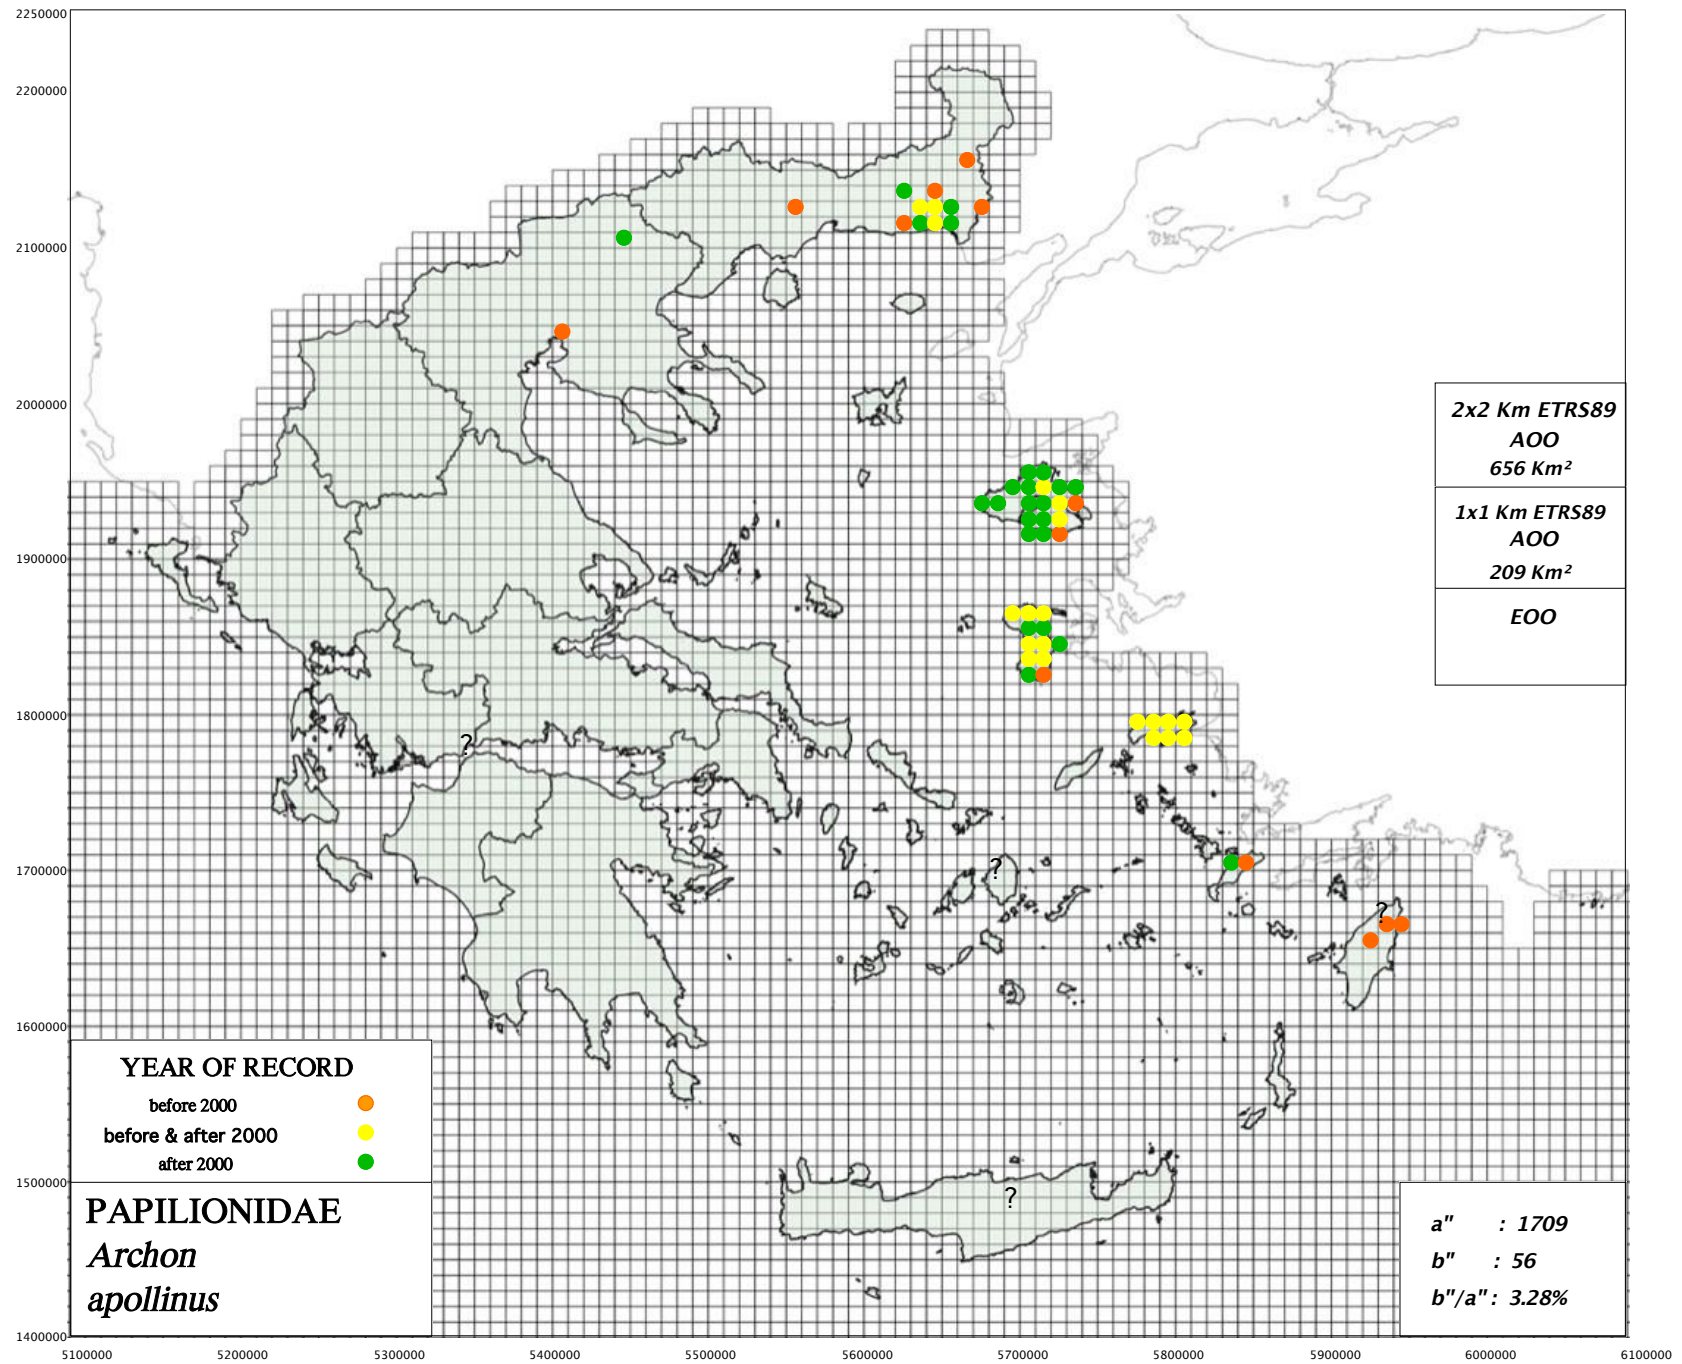 2250000
2200000
2100000
2000000
1900000
1800000
1700000
1600000
1500000
1400000
2x2 Km ETRS89
AOO
656 Km²
1x1 Km ETRS89
AOO
209 Km²
EOO
?
?
?
?
YEAR OF RECORD
before 2000
before & after 2000
after 2000
PAPILIONIDAE
Archon
apollinus
a" : 1709
b" : 56
b"/a" : 3.28%
5100000 5200000 5300000 5400000 5500000 5600000 5700000 5800000 5900000 6000000 6100000